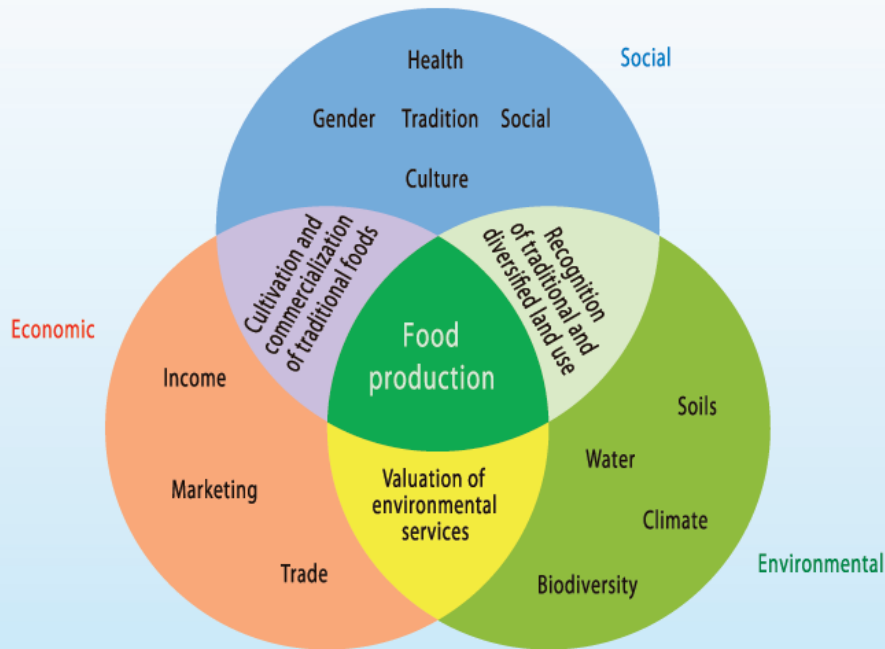 Health
Social
Gender Tradition Social
Culture
Cultivation and
commercialization
of traditional foods
Recognition
of traditional and
diversified land use
Economic
Food
production
Income
Soils
Water
Marketing
Valuation of
environmental
services
Climate
Trade
Biodiversity
Environmental